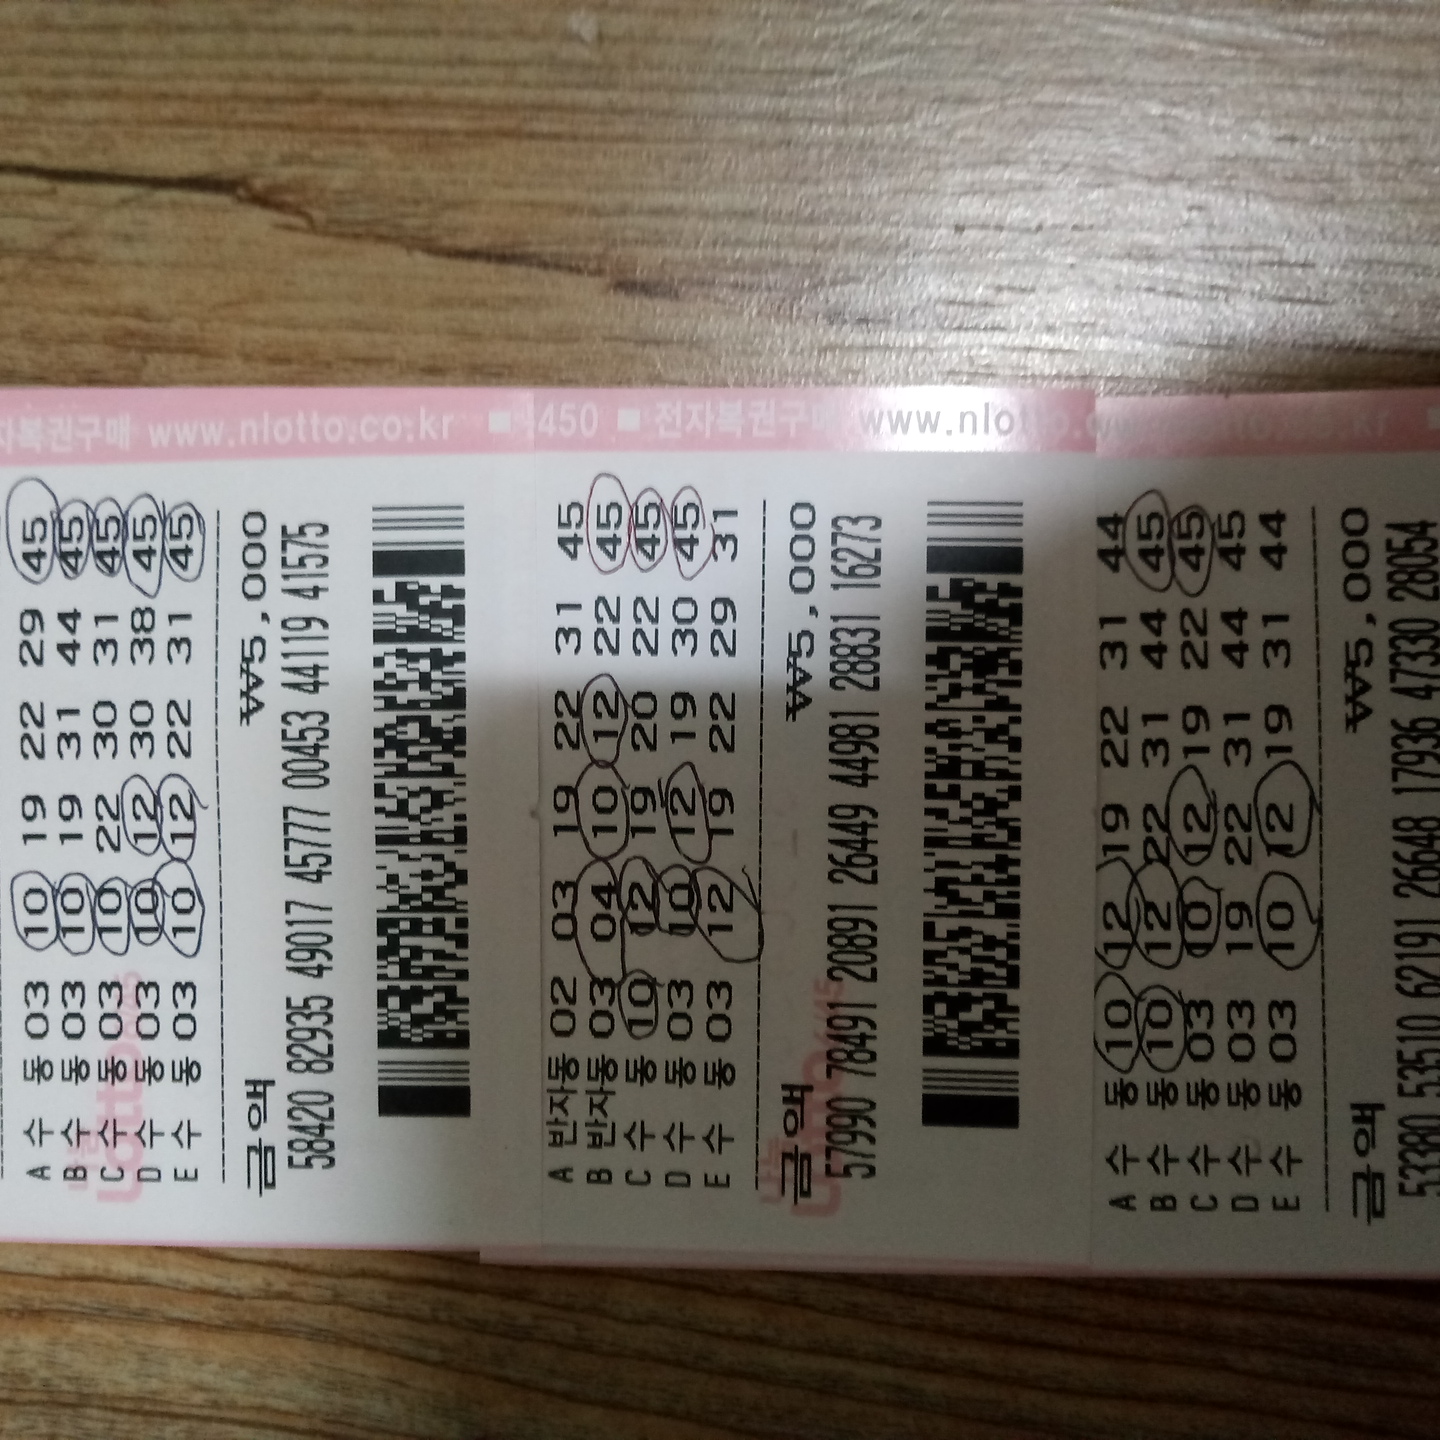 자복권구매 www.nlotto.co.kr ■
A 수 동 03 10 19 22 29 45
B 수 동 03 10 19 31 44 45
C 수 동 03 10 22 30 31 45
D 수 동 03 10 12 30 38 45
E 수 동 03 10 12 22 31 45
금액 ₩5,000
58420 82935 49017 45777 00453 44119 41575
450 ■ 전자복권구매 www.nlotto.c
A 반자동 02 03 19 22 31 45
B 반자동 03 04 10 12 22 45
C 수 동 10 12 19 20 22 45
D 수 동 03 10 12 19 30 45
E 수 동 03 12 19 22 29 31
금액 ₩5,000
57990 78491 20891 26449 44981 28831 16273
A 수 동 10 12 19 22 31 44
B 수 동 10 12 22 31 44 45
C 수 동 03 10 12 19 22 45
D 수 동 03 19 22 31 44 45
E 수 동 03 10 12 19 31 44
금액 ₩5,000
53380 53510 62191 26648 17936 47330 28054